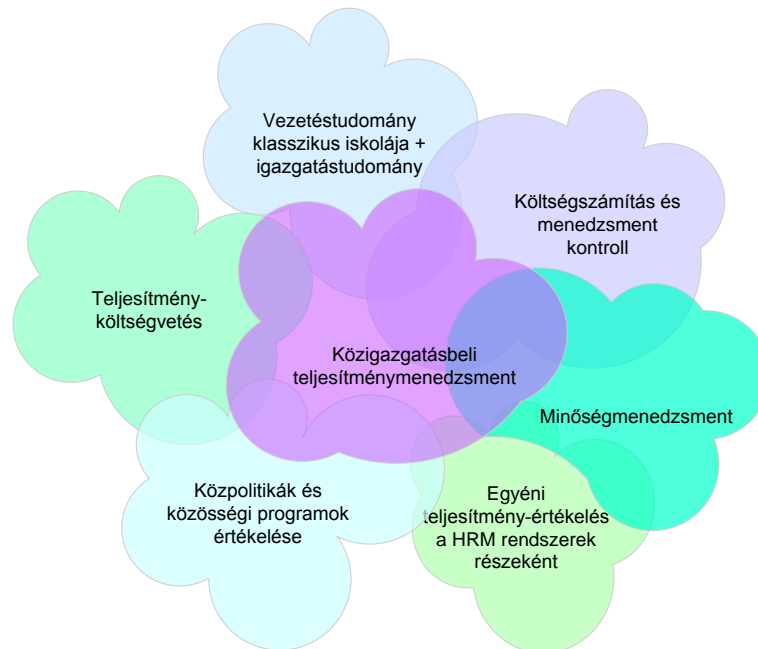 Vezetéstudomány
klasszikus iskolája +
igazgatástudomány
Költségszámítás és
menedzsment
kontroll
Teljesítmény-
költségvetés
Közigazgatásbeli
teljesítménymenedzsment
Minőségmenedzsment
Közpolitikák és
közösségi programok
értékelése
Egyéni
teljesítmény-értékelés
a HRM rendszerek
részeként